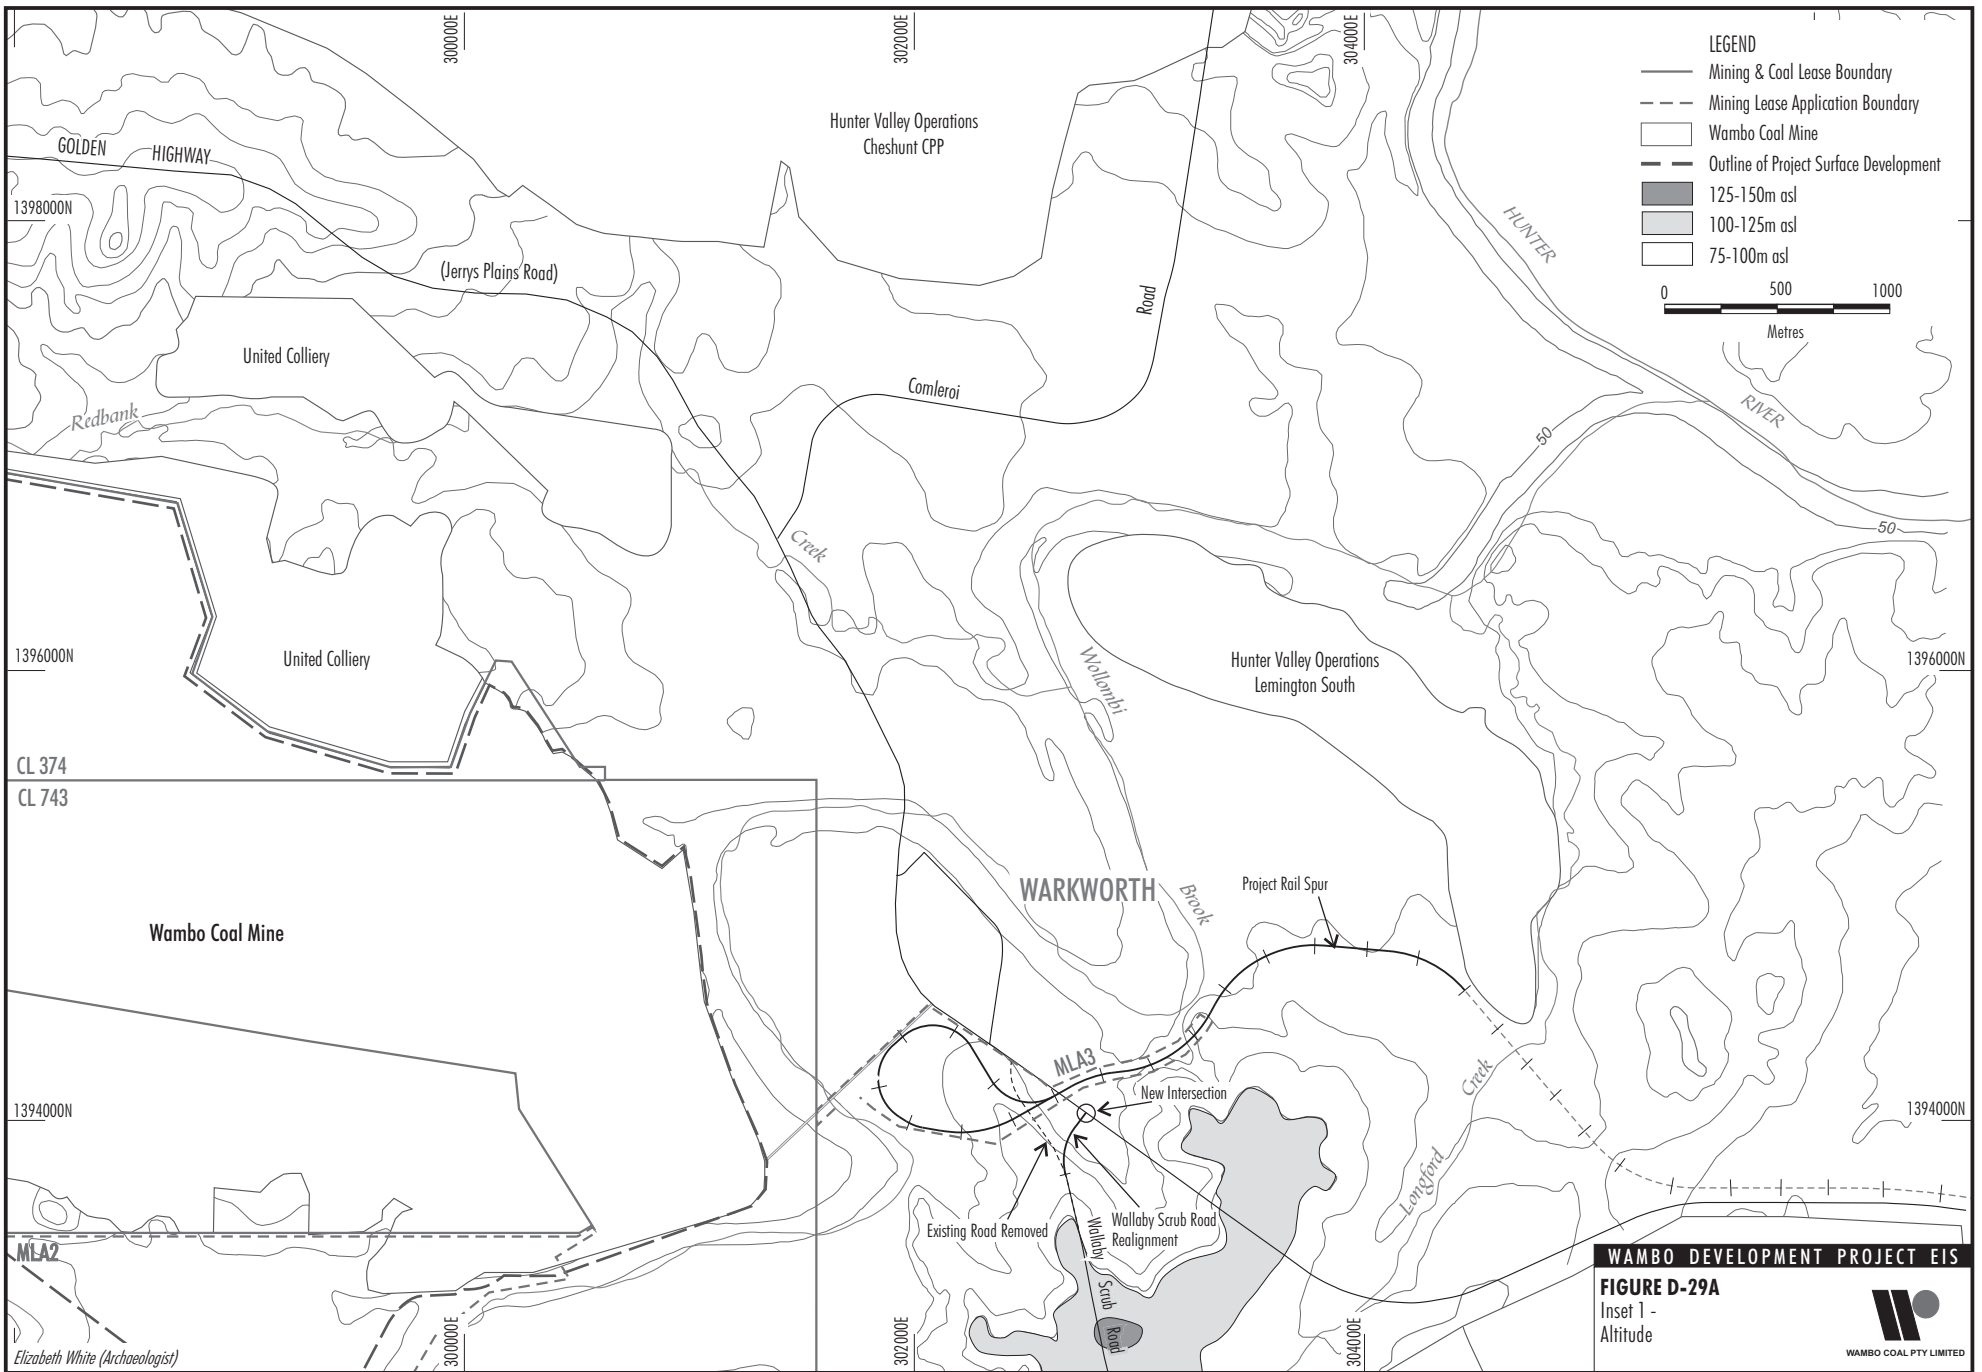 300000E
302000E
304000E
LEGEND
Mining & Coal Lease Boundary
Mining Lease Application Boundary
Wambo Coal Mine
Outline of Project Surface Development
125-150m asl
100-125m asl
75-100m asl
0 500 1000
Metres
Hunter Valley Operations
Cheshunt CPP
GOLDEN HIGHWAY
1398000N
HUNTER
(Jerrys Plains Road)
Road
United Colliery
Comleroi
Redbank
RIVER
50
50
Creek
1396000N
United Colliery
Wollombi
Hunter Valley Operations
Lemington South
1396000N
CL 374
CL 743
WARKWORTH
Brook
Project Rail Spur
Wambo Coal Mine
MLA3
Creek
New Intersection
1394000N
1394000N
Longford
Existing Road Removed
Wallaby Scrub Road
Realignment
Wallaby
Scrub
Road
MLA2
WAMBO DEVELOPMENT PROJECT EIS
FIGURE D-29A
Inset 1 -
Altitude
WAMBO COAL PTY LIMITED
Elizabeth White (Archaeologist)
300000E
302000E
304000E